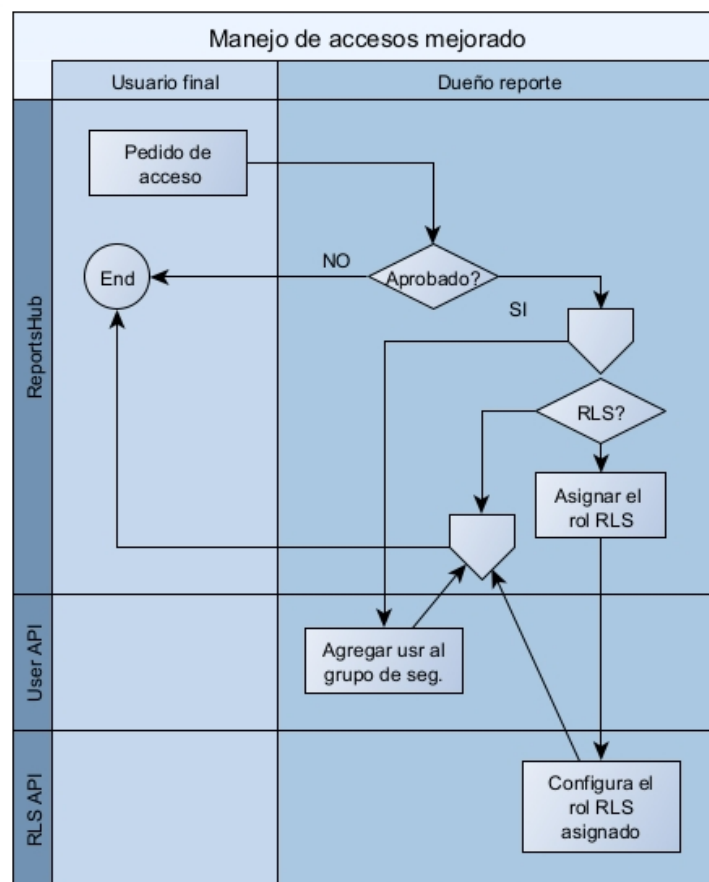 Manejo de accesos mejorado
Usuario final
Dueño reporte
ReportsHub
Pedido de
acceso
End
NO
Aprobado?
SI
RLS?
Asignar el
rol RLS
User API
Agregar usr al
grupo de seg.
RLS API
Configura el
rol RLS
asignado